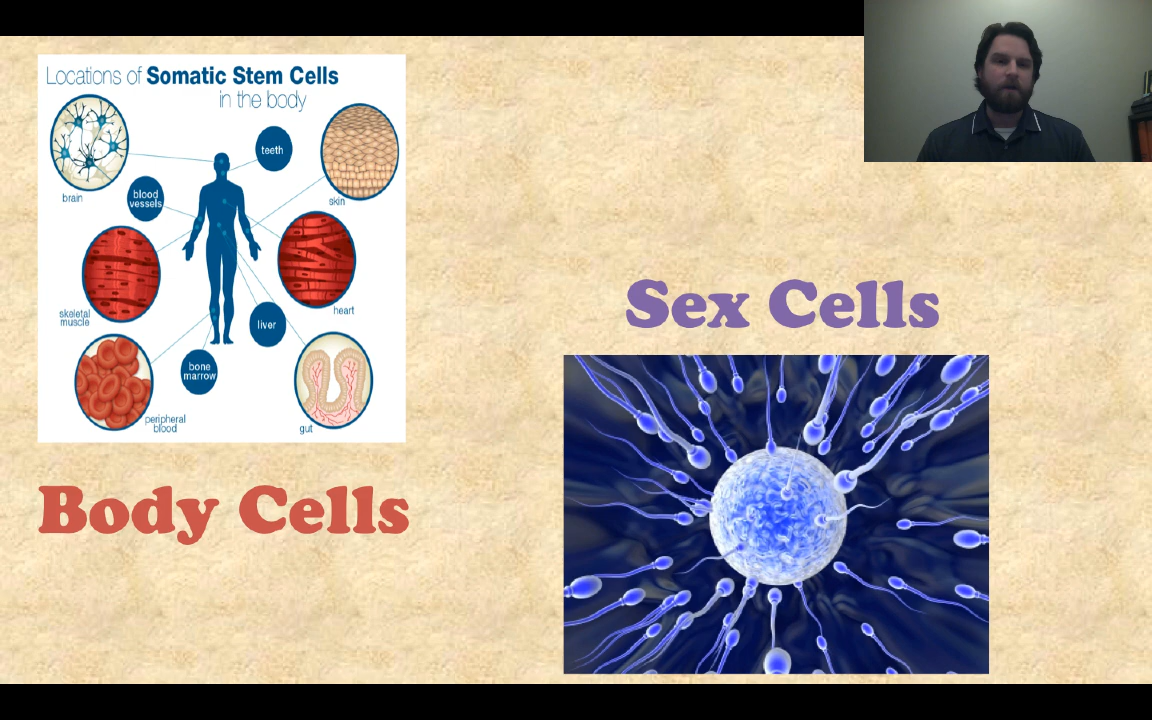 Locations of Somatic Stem Cells
in the body
teeth
brain
blood
vessels
skin
skeletal
muscle
heart
liver
bone
marrow
peripheral
blood
gut
Body Cells
Sex Cells